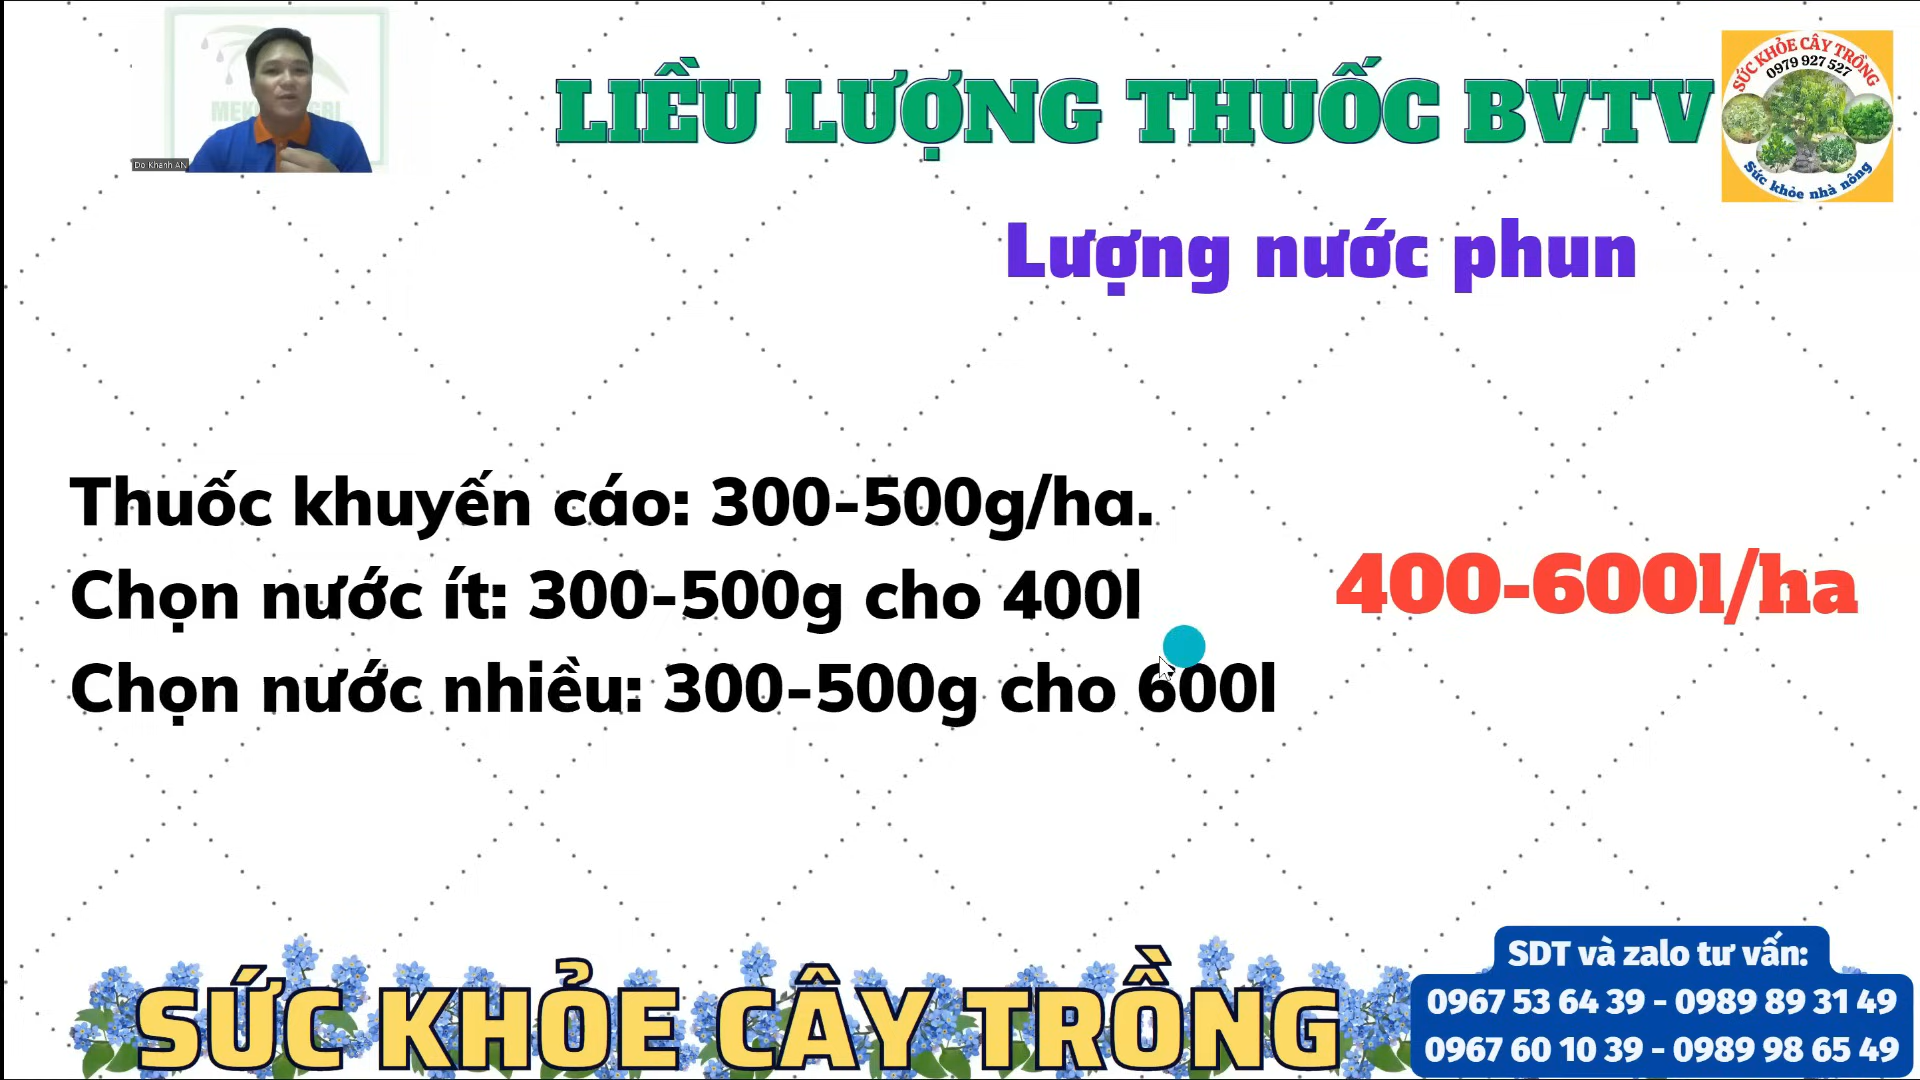 LIỀU LƯỢNG THUỐC BVTV
SỨC KHỎE CÂY TRỒNG
0979 927 527
Sức khỏe nhà nông
Do Khanh AN
Lượng nước phun
Thuốc khuyến cáo: 300-500g/ha.
Chọn nước ít: 300-500g cho 400l
400-600l/ha
Chọn nước nhiều: 300-500g cho 600l
SỨC KHỎE CÂY TRỒNG
SDT và zalo tư vấn:
0967 53 64 39 - 0989 89 31 49
0967 60 10 39 - 0989 98 65 49